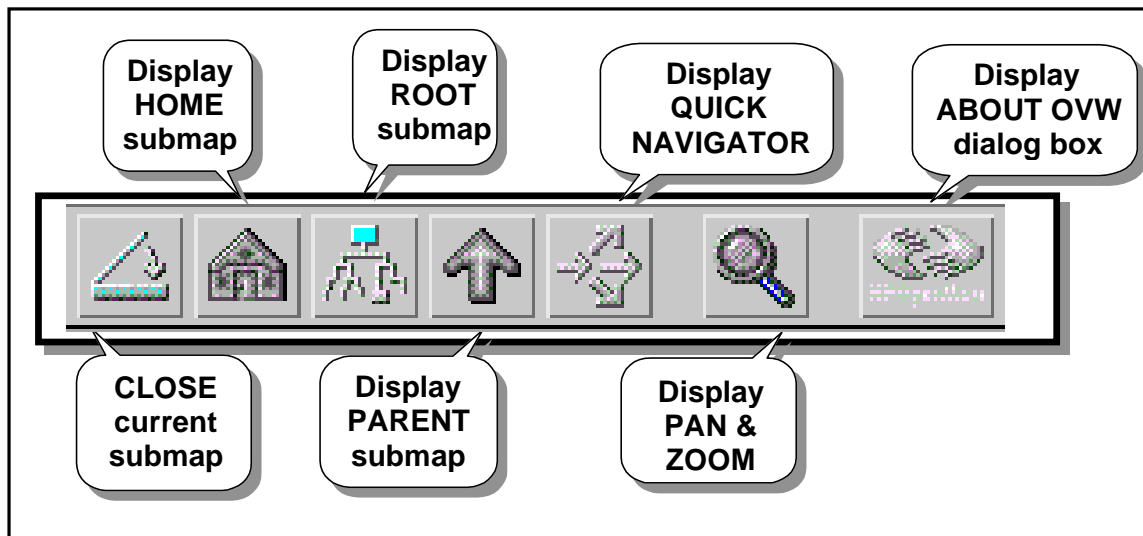 Display
HOME
submap
Display
ROOT
submap
Display
QUICK
NAVIGATOR
Display
ABOUT OVW
dialog box
CLOSE
current
submap
Display
PARENT
submap
Display
PAN &
ZOOM